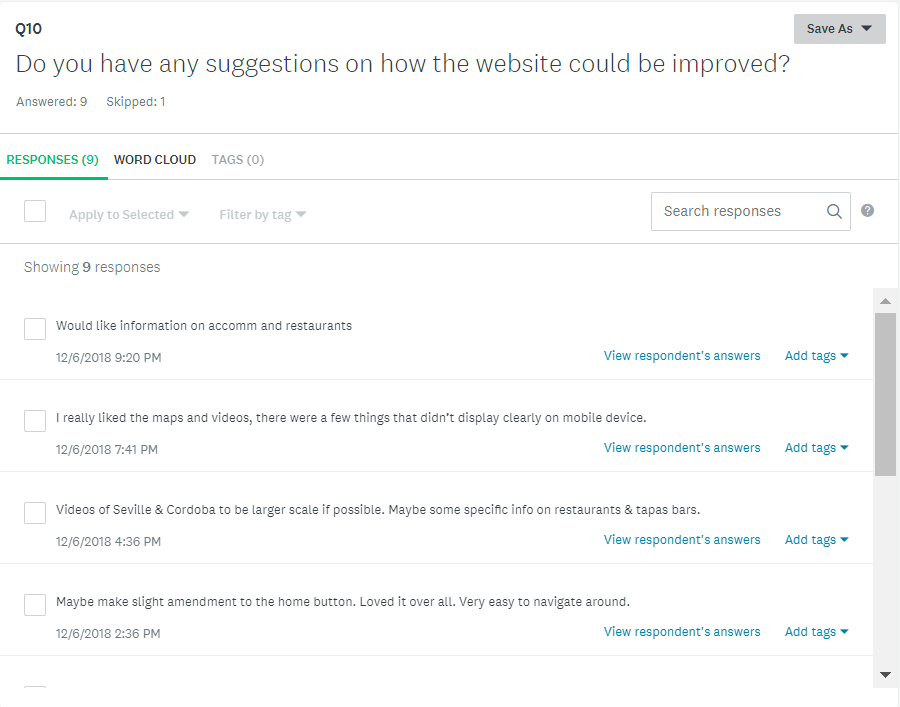 Q10
Save As
Do you have any suggestions on how the website could be improved?
Answered: 9 Skipped: 1
RESPONSES (9) WORD CLOUD TAGS (0)
Apply to Selected Filter by tag Search responses ?
Showing 9 responses
Would like information on accomm and restaurants
12/6/2018 9:20 PM View respondent's answers Add tags
I really liked the maps and videos, there were a few things that didn’t display clearly on mobile device.
12/6/2018 7:41 PM View respondent's answers Add tags
Videos of Seville & Cordoba to be larger scale if possible. Maybe some specific info on restaurants & tapas bars.
12/6/2018 4:36 PM View respondent's answers Add tags
Maybe make slight amendment to the home button. Loved it over all. Very easy to navigate around.
12/6/2018 2:36 PM View respondent's answers Add tags